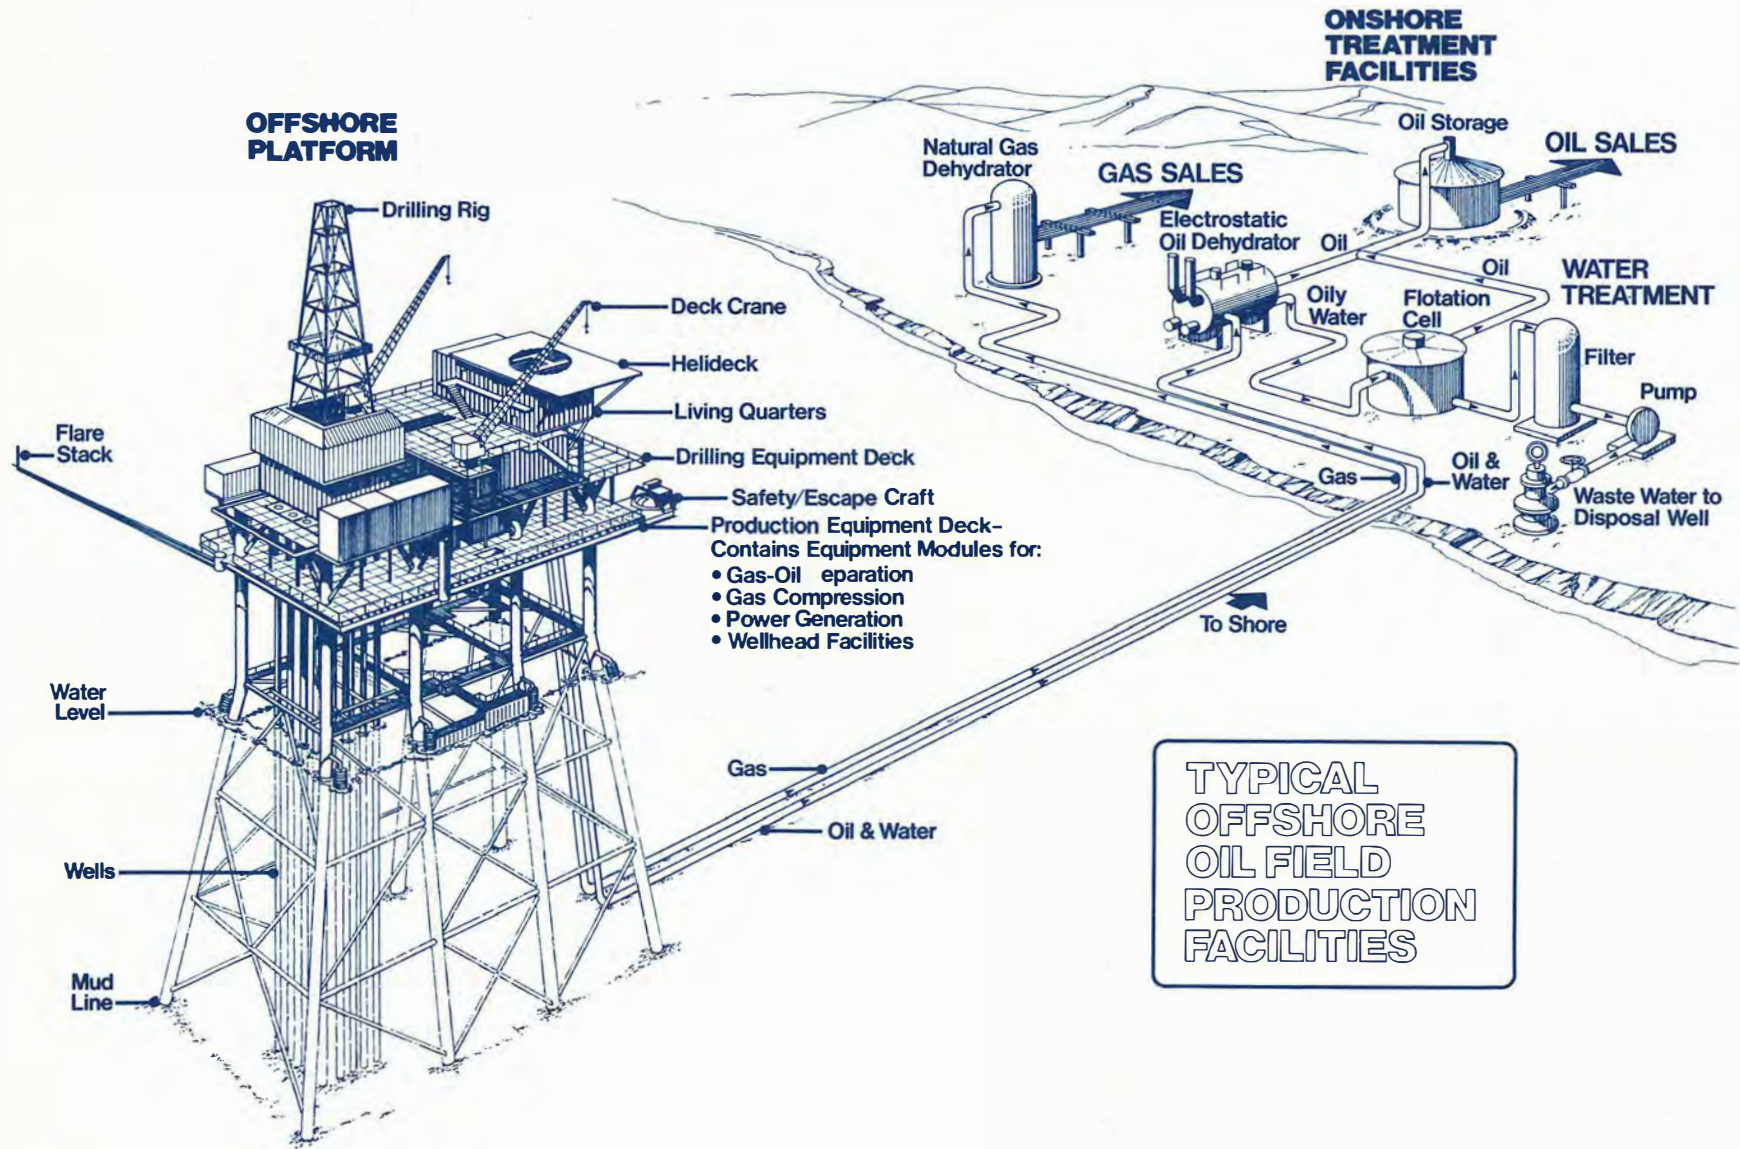 ONSHORE
TREATMENT
FACILITIES
OFFSHORE
PLATFORM
Oil Storage
OIL SALES
Natural Gas
Dehydrator
GAS SALES
Drilling Rig
Electrostatic
Oil Dehydrator
Oil
Oil
WATER
TREATMENT
Deck Crane
Oily
Water
Flotation
Cell
Helideck
Filter
Pump
Living Quarters
Flare
Stack
Drilling Equipment Deck
Gas
Oil &
Water
Safety/Escape Craft
Waste Water to
Disposal Well
Production Equipment Deck–
Contains Equipment Modules for:
• Gas-Oil eparation
• Gas Compression
• Power Generation
• Wellhead Facilities
To Shore
Water
Level
Gas
Oil & Water
Wells
Mud
Line
TYPICAL
OFFSHORE
OIL FIELD
PRODUCTION
FACILITIES